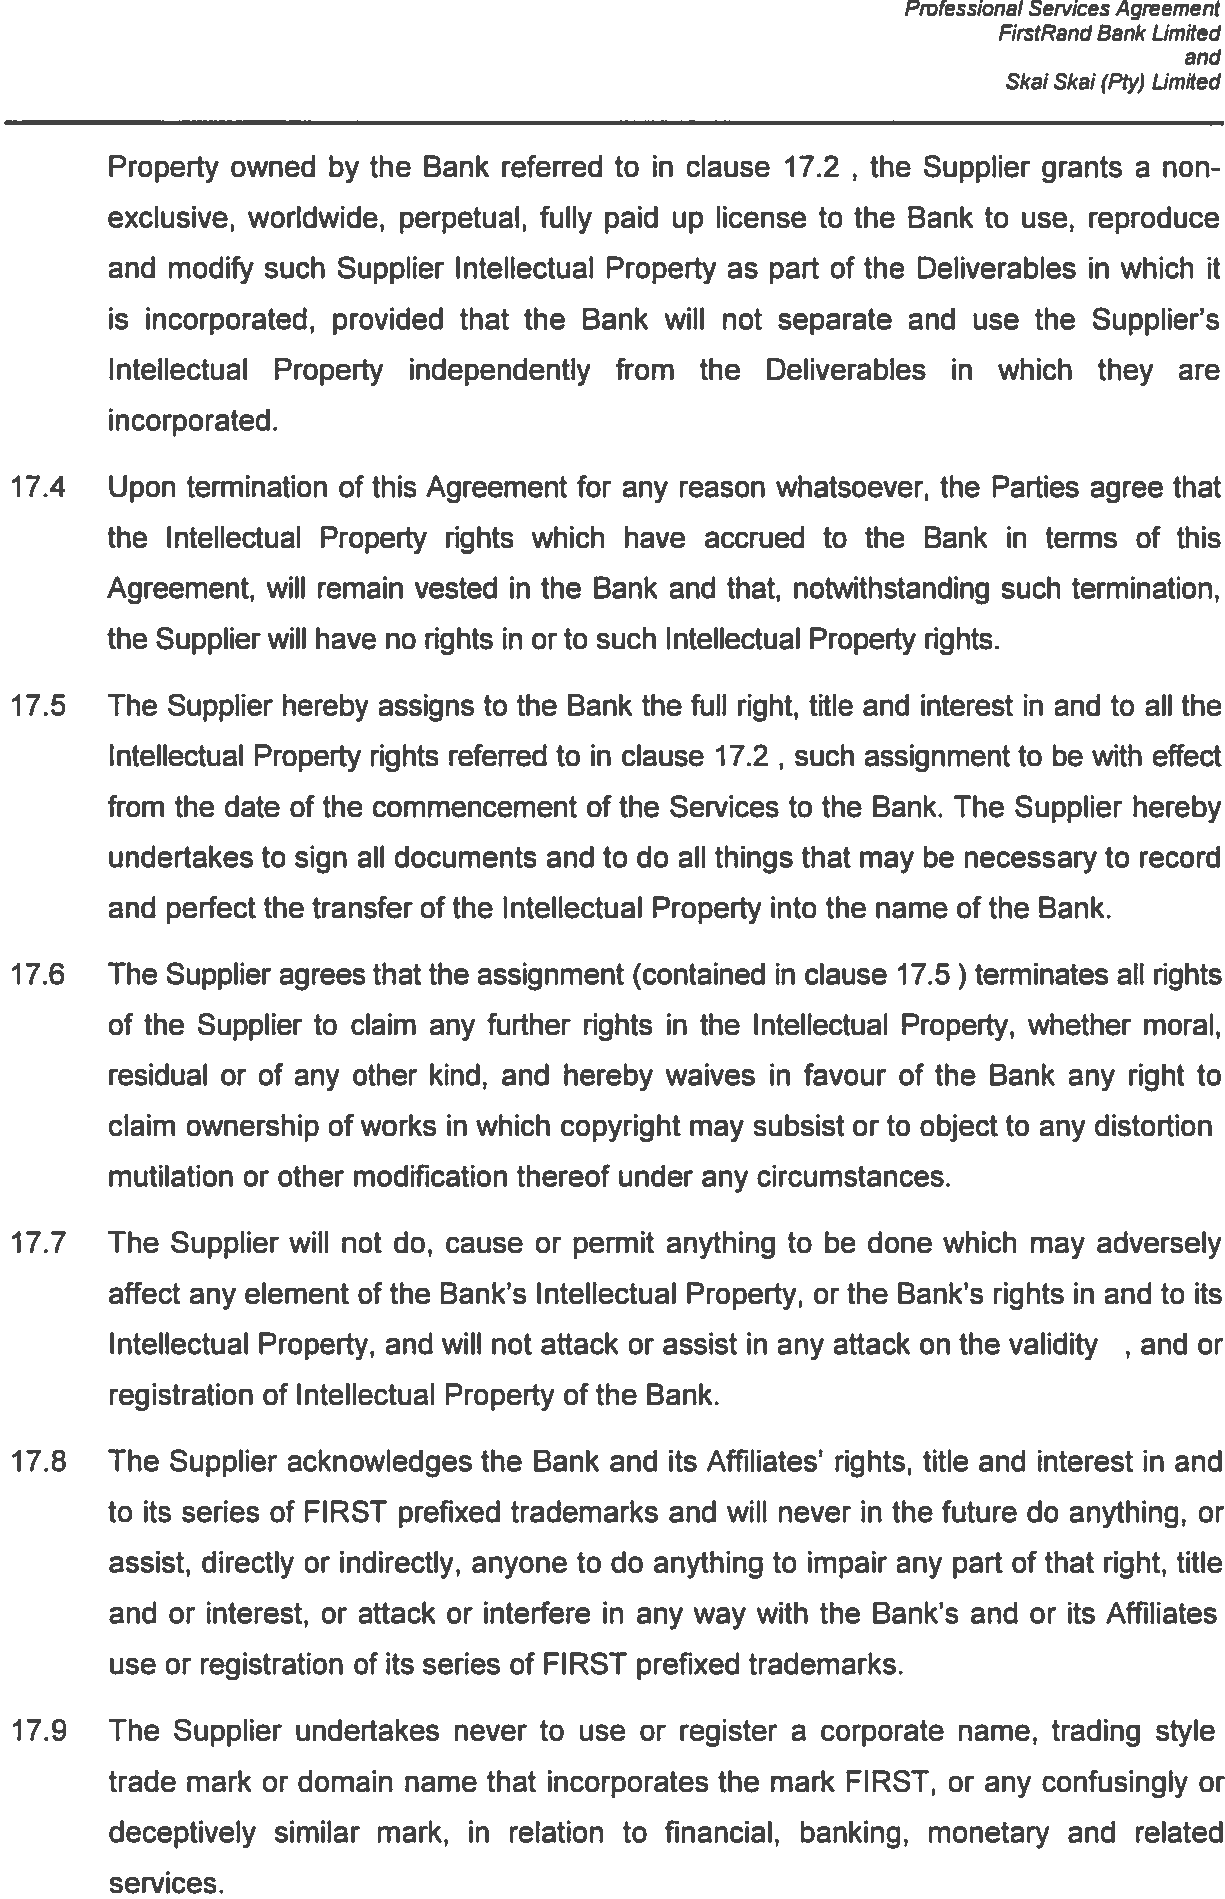 Professional Services Agreement
FirstRand Bank Limited
and
Skai Skai (Pty) Limited
Property owned by the Bank referred to in clause 17.2 , the Supplier grants a non-
exclusive, worldwide, perpetual, fully paid up license to the Bank to use, reproduce
and modify such Supplier Intellectual Property as part of the Deliverables in which it
is incorporated, provided that the Bank will not separate and use the Supplier's
Intellectual Property independently from the Deliverables in which they are
incorporated.
17.4 Upon termination of this Agreement for any reason whatsoever, the Parties agree that
the Intellectual Property rights which have accrued to the Bank in terms of this
Agreement, will remain vested in the Bank and that, notwithstanding such termination,
the Supplier will have no rights in or to such Intellectual Property rights.
17.5 The Supplier hereby assigns to the Bank the full right, title and interest in and to all the
Intellectual Property rights referred to in clause 17.2 , such assignment to be with effect
from the date of the commencement of the Services to the Bank. The Supplier hereby
undertakes to sign all documents and to do all things that may be necessary to record
and perfect the transfer of the Intellectual Property into the name of the Bank.
17.6 The Supplier agrees that the assignment (contained in clause 17.5 ) terminates all rights
of the Supplier to claim any further rights in the Intellectual Property, whether moral,
residual or of any other kind, and hereby waives in favour of the Bank any right to
claim ownership of works in which copyright may subsist or to object to any distortion
mutilation or other modification thereof under any circumstances.
17.7 The Supplier will not do, cause or permit anything to be done which may adversely
affect any element of the Bank's Intellectual Property, or the Bank's rights in and to its
Intellectual Property, and will not attack or assist in any attack on the validity , and or
registration of Intellectual Property of the Bank.
17.8 The Supplier acknowledges the Bank and its Affiliates' rights, title and interest in and
to its series of FIRST prefixed trademarks and will never in the future do anything, or
assist, directly or indirectly, anyone to do anything to impair any part of that right, title
and or interest, or attack or interfere in any way with the Bank's and or its Affiliates
use or registration of its series of FIRST prefixed trademarks.
17.9 The Supplier undertakes never to use or register a corporate name, trading style
trade mark or domain name that incorporates the mark FIRST, or any confusingly or
deceptively similar mark, in relation to financial, banking, monetary and related
services.